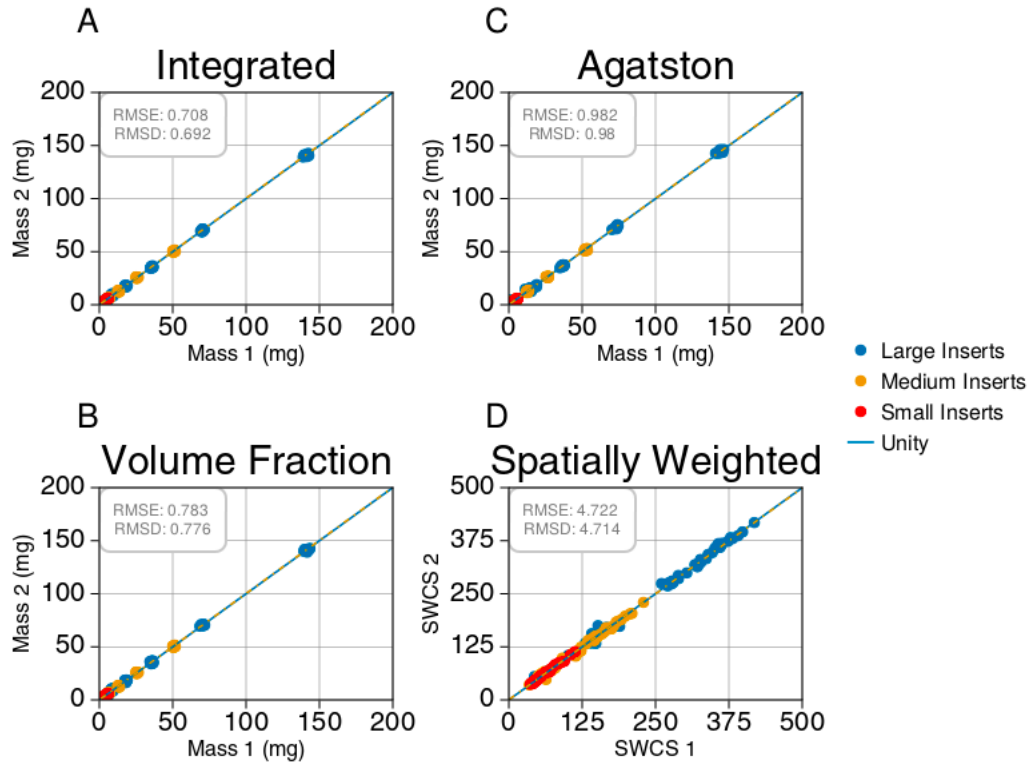 A
Integrated
RMSE: 0.708
RMSD: 0.692
Mass 2 (mg)
200
150
100
50
0
0 50 100 150 200
Mass 1 (mg)
C
Agatston
RMSE: 0.982
RMSD: 0.98
Mass 2 (mg)
200
150
100
50
0
0 50 100 150 200
Mass 1 (mg)
Large Inserts
Medium Inserts
Small Inserts
Unity
B
Volume Fraction
RMSE: 0.783
RMSD: 0.776
Mass 2 (mg)
200
150
100
50
0
0 50 100 150 200
Mass 1 (mg)
D
Spatially Weighted
RMSE: 4.722
RMSD: 4.714
SWCS 2
500
375
250
125
0
0 125 250 375 500
SWCS 1